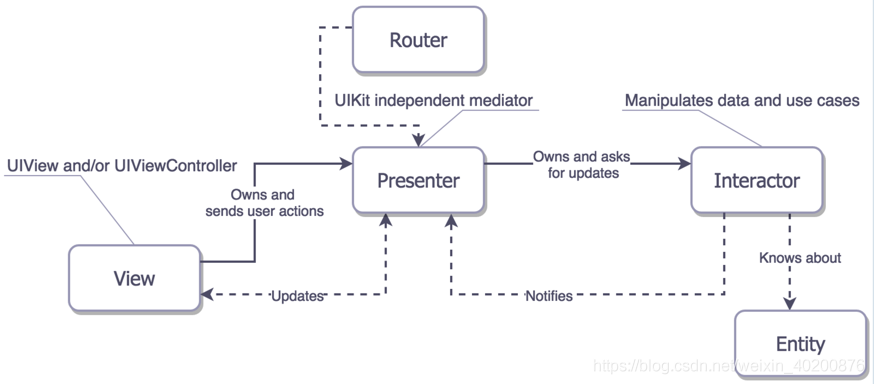 Router
UIKit independent mediator
Manipulates data and use cases
UIView and/or UIViewController
Presenter
Owns and asks
for updates
Interactor
Owns and
sends user actions
View
Updates
Notifies
Knows about
Entity
https://blog.csdn.net/weixin_40200876